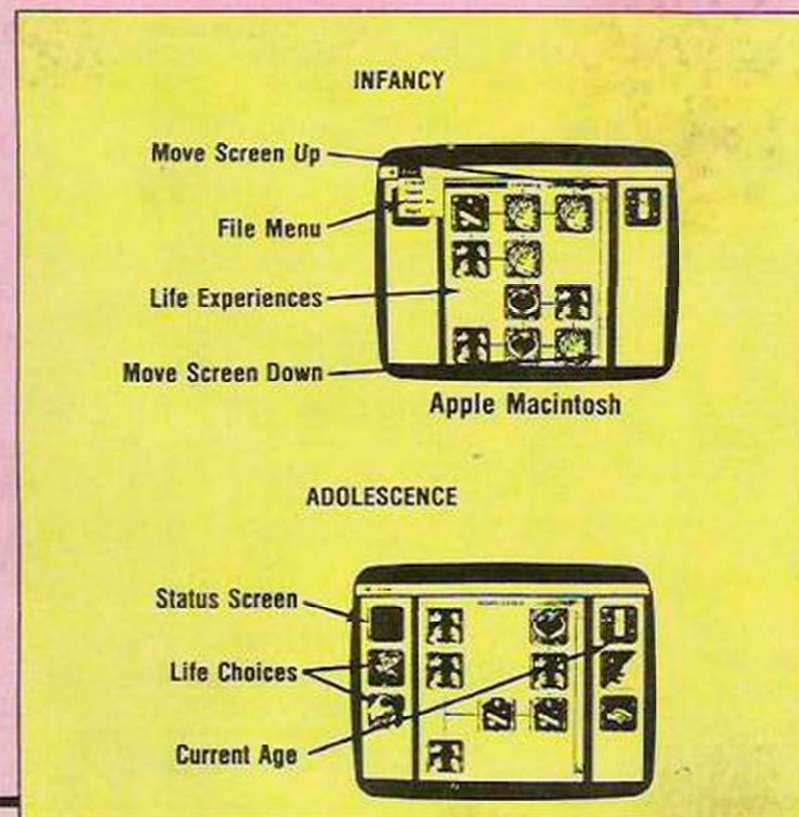 INFANCY
Move Screen Up
File Menu
Life Experiences
Move Screen Down
Apple Macintosh
ADOLESCENCE
Status Screen
Life Choices
Current Age